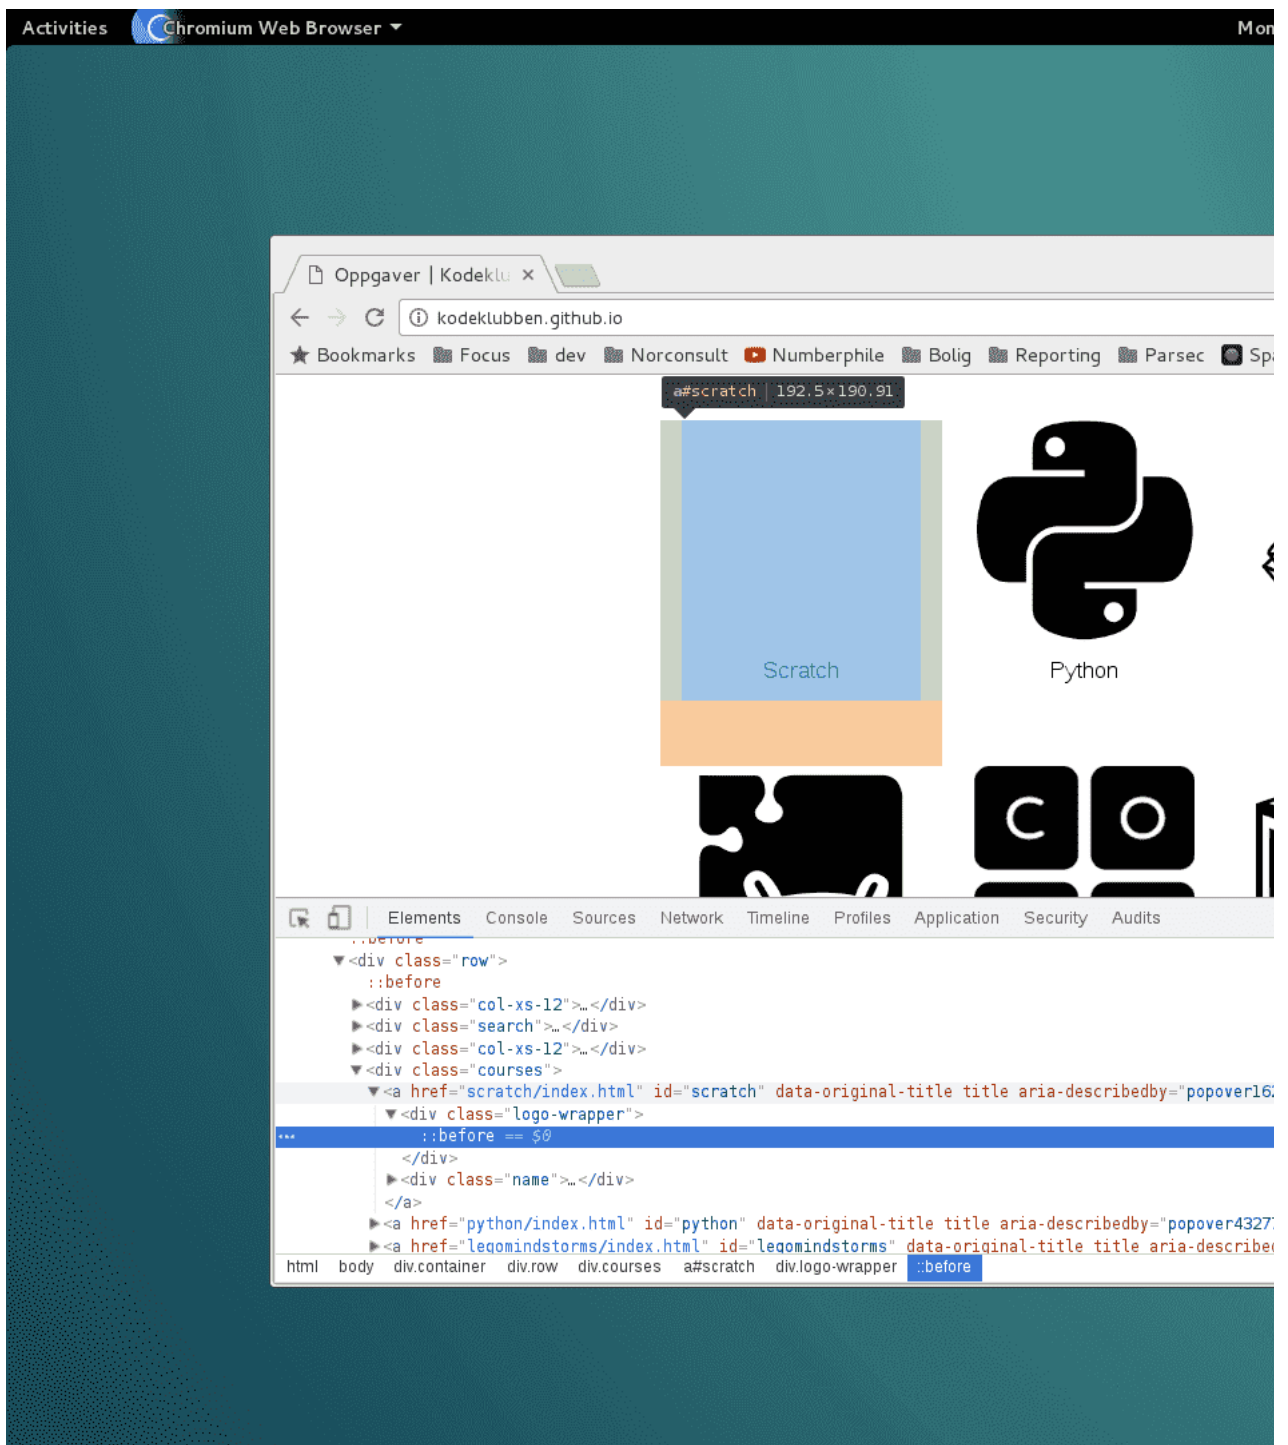 Activities Chromium Web Browser Mon
Oppgaver | Kodeklu
kodeklubben.github.io
Bookmarks Focus dev Norconsult Numberphile Bolig Reporting Parsec Spa
a#scratch 192.5×190.91
Scratch Python
C O
Elements Console Sources Network Timeline Profiles Application Security Audits
::before
<div class="row">
::before
<div class="col-xs-12">…</div>
<div class="search">…</div>
<div class="col-xs-12">…</div>
<div class="courses">
<a href="scratch/index.html" id="scratch" data-original-title title aria-describedby="popover162
<div class="logo-wrapper">
::before == $0
</div>
<div class="name">…</div>
</a>
<a href="python/index.html" id="python" data-original-title title aria-describedby="popover43277
<a href="legomindstorms/index.html" id="legomindstorms" data-original-title title aria-described
html body div.container div.row div.courses a#scratch div.logo-wrapper ::before